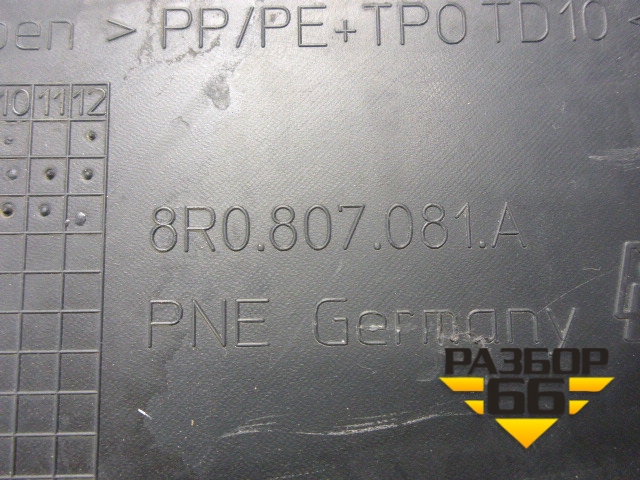 > PP/PE+TPO TD10 <
10 11 12
8R0.807.081.A
PNE Germany
РАЗБОР
66